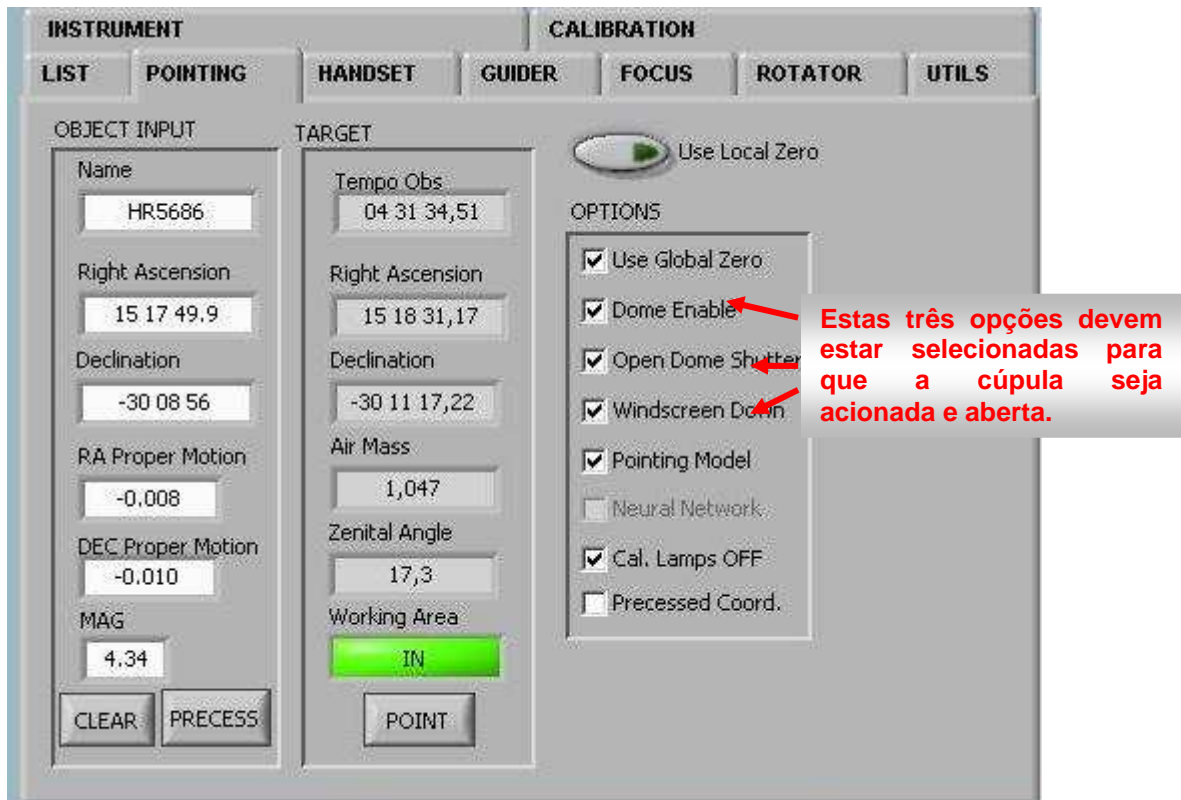 INSTRUMENT CALIBRATION
LIST POINTING HANDSET GUIDER FOCUS ROTATOR UTILS
OBJECT INPUT
Name
HR5686
Right Ascension
15 17 49.9
Declination
-30 08 56
RA Proper Motion
-0.008
DEC Proper Motion
-0.010
MAG
4.34
CLEAR PRECESS
TARGET
Tempo Obs
04 31 34,51
Right Ascension
15 18 31,17
Declination
-30 11 17,22
Air Mass
1,047
Zenital Angle
17,3
Working Area
IN
POINT
Use Local Zero
OPTIONS
Use Global Zero
Dome Enable
Open Dome Shutter
Windscreen Down
Pointing Model
Neural Network
Cal. Lamps OFF
Precessed Coord.
Estas três opções devem
estar selecionadas para
que a cúpula seja
acionada e aberta.